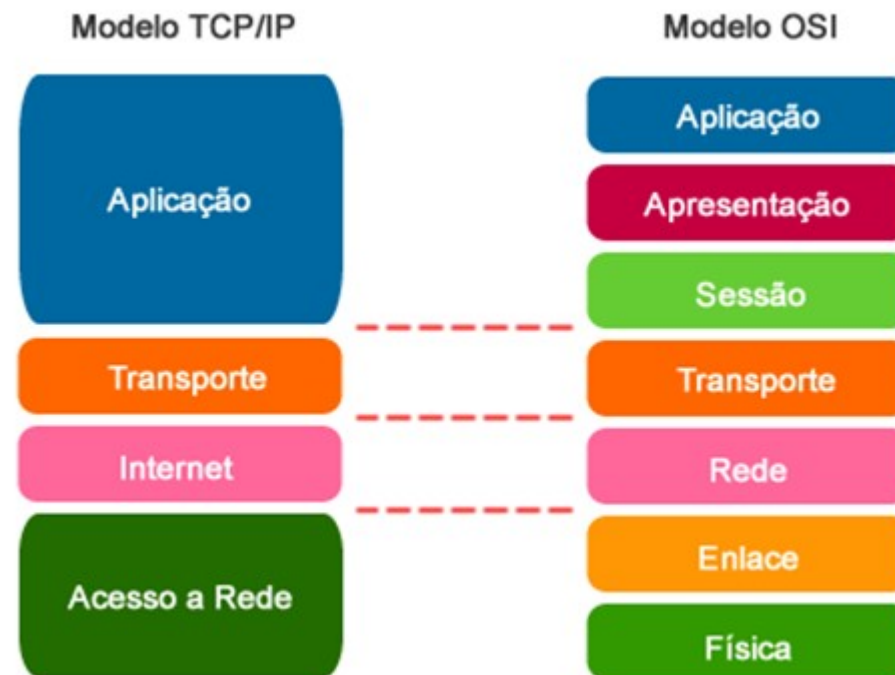 Modelo TCP/IP
Aplicação
Transporte
Internet
Acesso a Rede
Modelo OSI
Aplicação
Apresentação
Sessão
Transporte
Rede
Enlace
Física